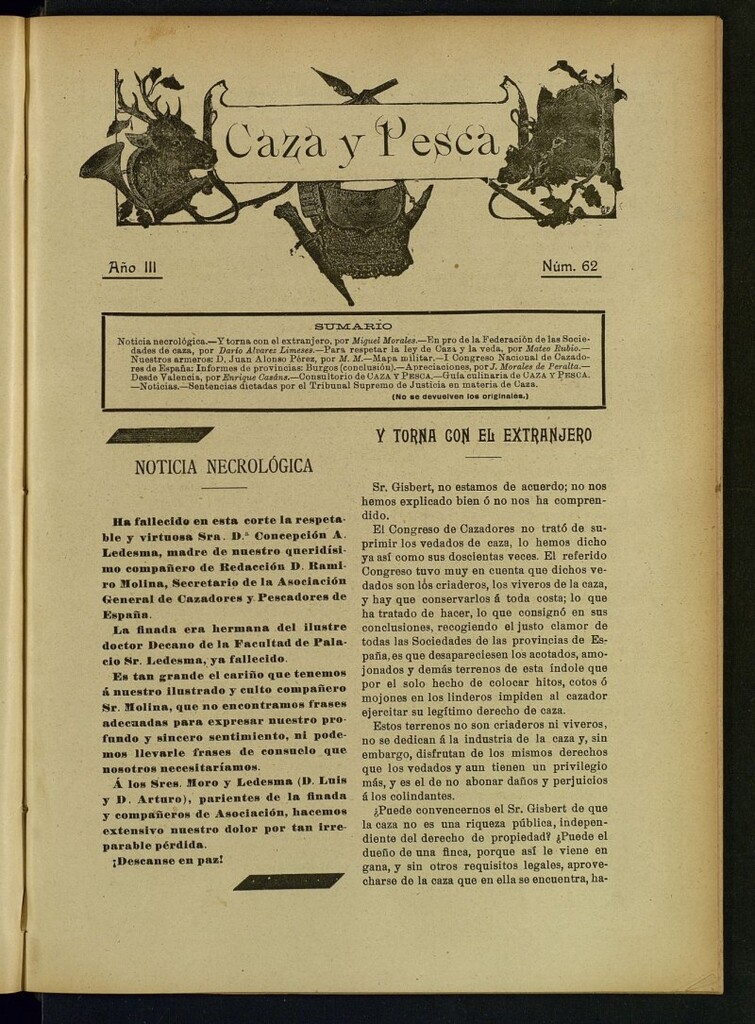 Caza y Pesca
Año III
Núm. 62
SUMARIO
Noticia necrológica.—Y torna con el extranjero, por Miguel Morales.—En pro de la Federación de las Socie-
dades de caza, por Darío Alvarez Limeses.—Para respetar la ley de Caza y la veda, por Mateo Rubio.—
Nuestros armeros: D. Juan Alonso Pérez, por M. M.—Mapa militar.—I Congreso Nacional de Cazado-
res de España: Informes de provincias: Burgos (conclusión).—Apreciaciones, por J. Morales de Peralta.—
Desde Valencia, por Enrique Casáns.—Consultorio de CAZA Y PESCA.—Guía culinaria de CAZA Y PESCA.
—Noticias.—Sentencias dictadas por el Tribunal Supremo de Justicia en materia de Caza.
(No se devuelven los originales.)
NOTICIA NECROLÓGICA
Ha fallecido en esta corte la respeta-
ble y virtuosa Sra. D.ª Concepción A.
Ledesma, madre de nuestro queridísi-
mo compañero de Redacción D. Rami-
ro Molina, Secretario de la Asociación
General de Cazadores y Pescadores de
España.
La finada era hermana del ilustre
doctor Decano de la Facultad de Pala-
cio Sr. Ledesma, ya fallecido.
Es tan grande el cariño que tenemos
á nuestro ilustrado y culto compañero
Sr. Molina, que no encontramos frases
adecuadas para expresar nuestro pro-
fundo y sincero sentimiento, ni pode-
mos llevarle frases de consuelo que
nosotros necesitaríamos.
Á los Sres. Moro y Ledesma (D. Luis
y D. Arturo), parientes de la finada
y compañeros de Asociación, hacemos
extensivo nuestro dolor por tan irre-
parable pérdida.
¡Descanse en paz!
Y TORNA CON EL EXTRANJERO
Sr. Gisbert, no estamos de acuerdo; no nos
hemos explicado bien ó no nos ha compren-
dido.
El Congreso de Cazadores no trató de su-
primir los vedados de caza, lo hemos dicho
ya así como sus doscientas veces. El referido
Congreso tuvo muy en cuenta que dichos ve-
dados son los criaderos, los viveros de la caza,
y hay que conservarlos á toda costa; lo que
ha tratado de hacer, lo que consignó en sus
conclusiones, recogiendo el justo clamor de
todas las Sociedades de las provincias de Es-
paña, es que desapareciesen los acotados, amo-
jonados y demás terrenos de esta índole que
por el solo hecho de colocar hitos, cotos ó
mojones en los linderos impiden al cazador
ejercitar su legítimo derecho de caza.
Estos terrenos no son criaderos ni viveros,
no se dedican á la industria de la caza y, sin
embargo, disfrutan de los mismos derechos
que los vedados y aun tienen un privilegio
más, y es el de no abonar daños y perjuicios
á los colindantes.
¿Puede convencernos el Sr. Gisbert de que
la caza no es una riqueza pública, indepen-
diente del derecho de propiedad? ¿Puede el
dueño de una finca, porque así le viene en
gana, y sin otros requisitos legales, aprove-
charse de la caza que en ella se encuentra, ha-